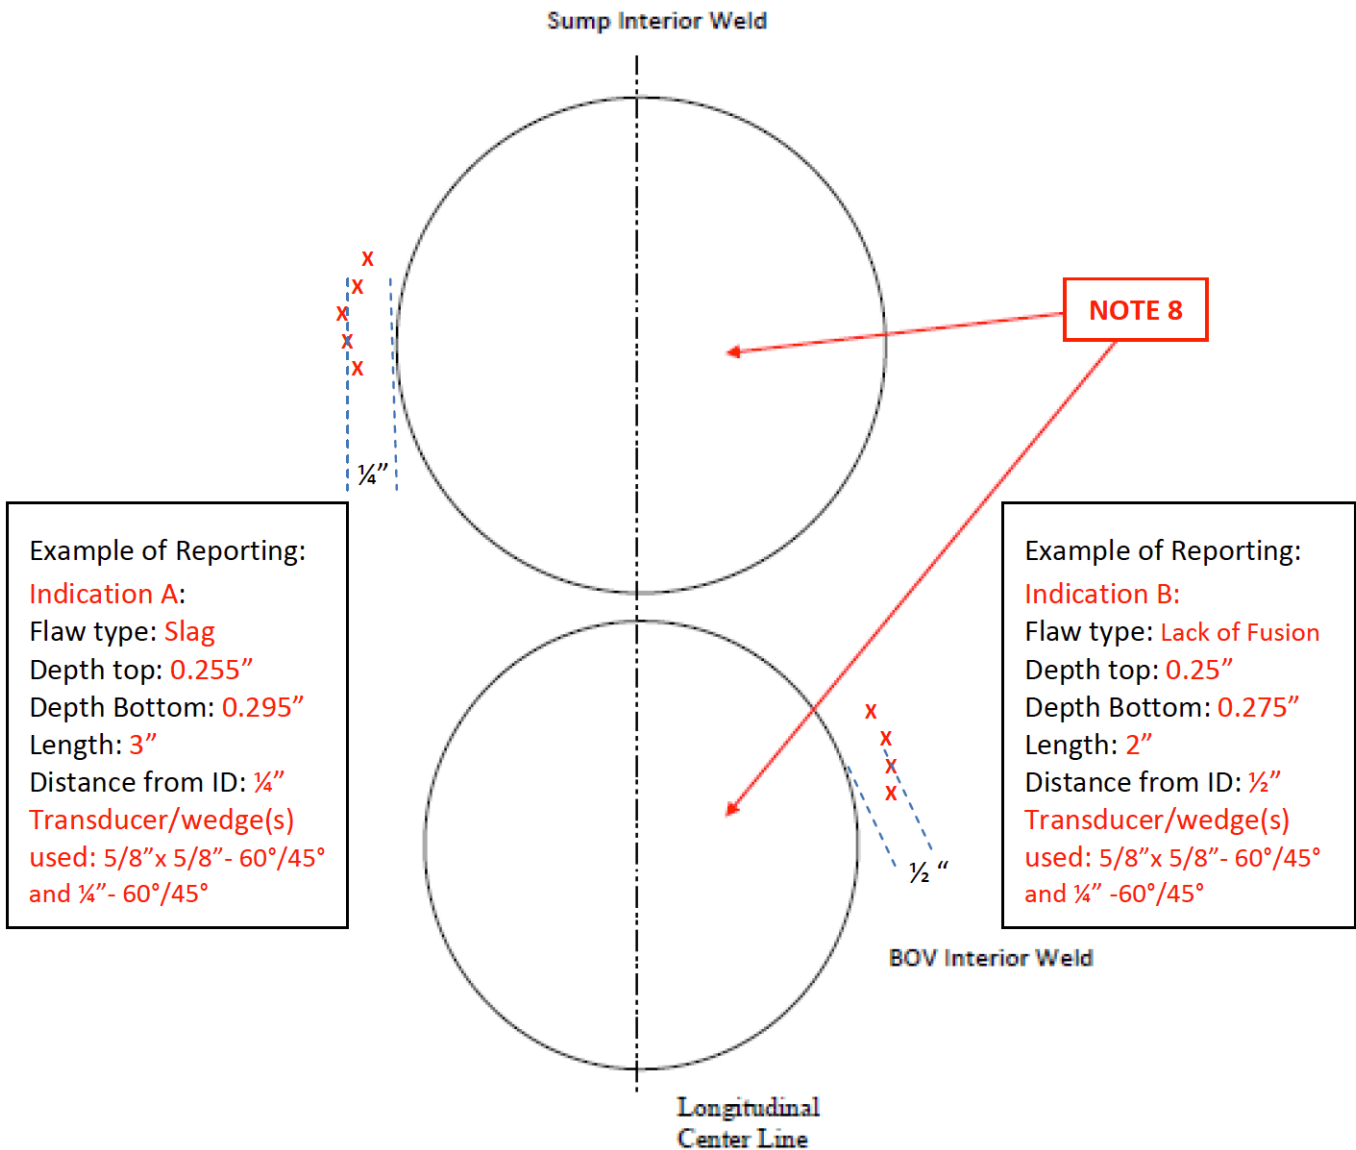 Sump Interior Weld
X
X
X
X
X
NOTE 8
¼”
Example of Reporting:
Indication A:
Flaw type: Slag
Depth top: 0.255”
Depth Bottom: 0.295”
Length: 3”
Distance from ID: ¼”
Transducer/wedge(s)
used: 5/8”x 5/8”- 60°/45°
and ¼”- 60°/45°
Example of Reporting:
Indication B:
Flaw type: Lack of Fusion
Depth top: 0.25”
Depth Bottom: 0.275”
Length: 2”
Distance from ID: ½”
Transducer/wedge(s)
used: 5/8”x 5/8”- 60°/45°
and ¼” -60°/45°
X
X
X
X
½ “
BOV Interior Weld
Longitudinal
Center Line